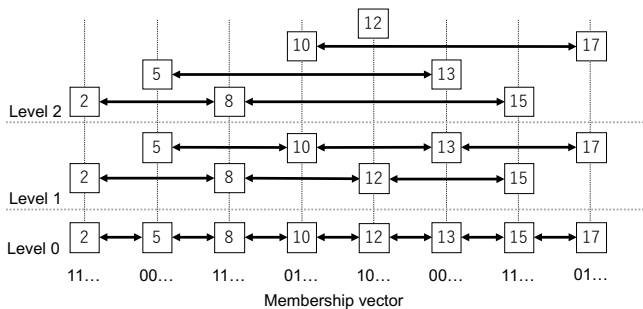 12
10 17
5 13
2 8 15
Level 2
5 10 13 17
2 8 12 15
Level 1
2 5 8 10 12 13 15 17
Level 0
11... 00... 11... 01... 10... 00... 11... 01...
Membership vector